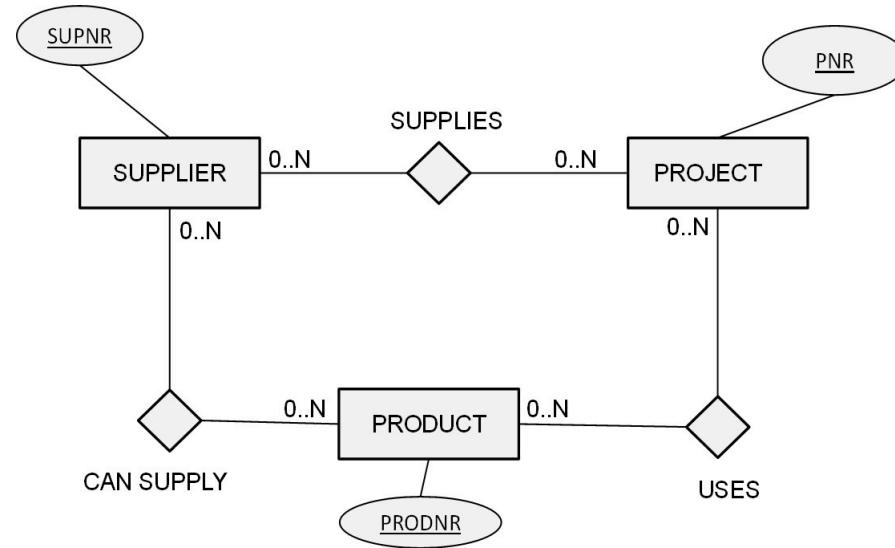 SUPNR
PNR
SUPPLIES
0..N
0..N
SUPPLIER
PROJECT
0..N
0..N
0..N
0..N
PRODUCT
CAN SUPPLY
USES
PRODNR